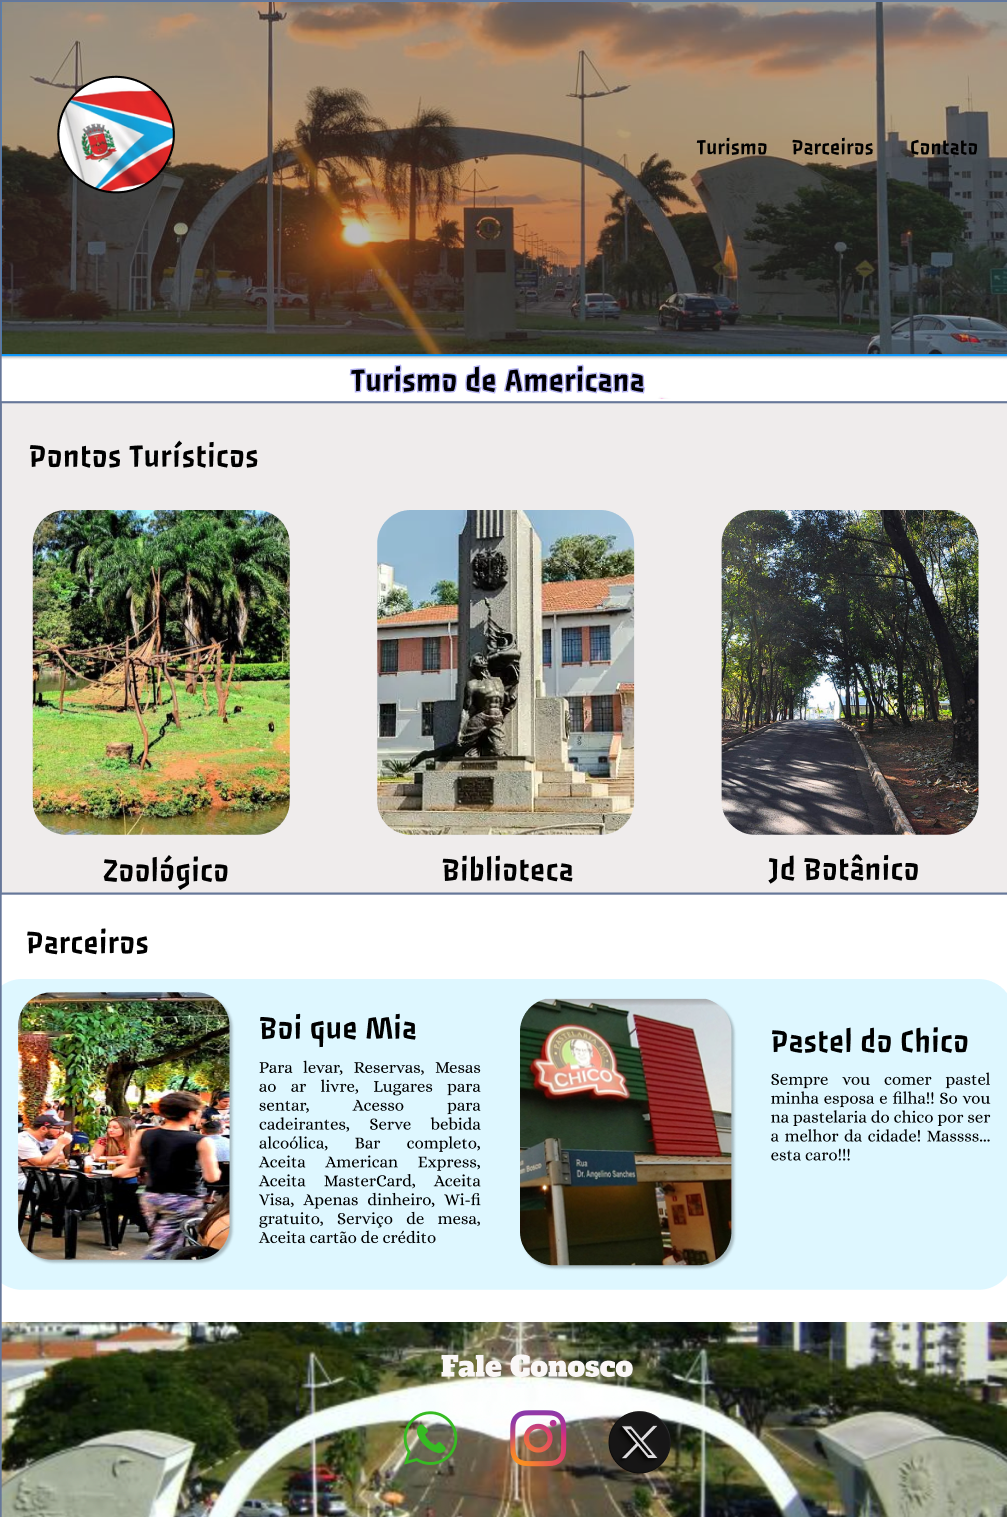 Turismo Parceiros Contato
Turismo de Americana
Pontos Turísticos
Zoológico
Biblioteca
Jd Botânico
Parceiros
Boi que Mia
Para levar, Reservas, Mesas
ao ar livre, Lugares para
sentar, Acesso para
cadeirantes, Serve bebida
alcoólica, Bar completo,
Aceita American Express,
Aceita MasterCard, Aceita
Visa, Apenas dinheiro, Wi-fi
gratuito, Serviço de mesa,
Aceita cartão de crédito
PASTELARIA
CHICO
Rua
Dr. Angelino Sanches
Pastel do Chico
Sempre vou comer pastel
minha esposa e filha!! So vou
na pastelaria do chico por ser
a melhor da cidade! Massss...
esta caro!!!
Fale Conosco